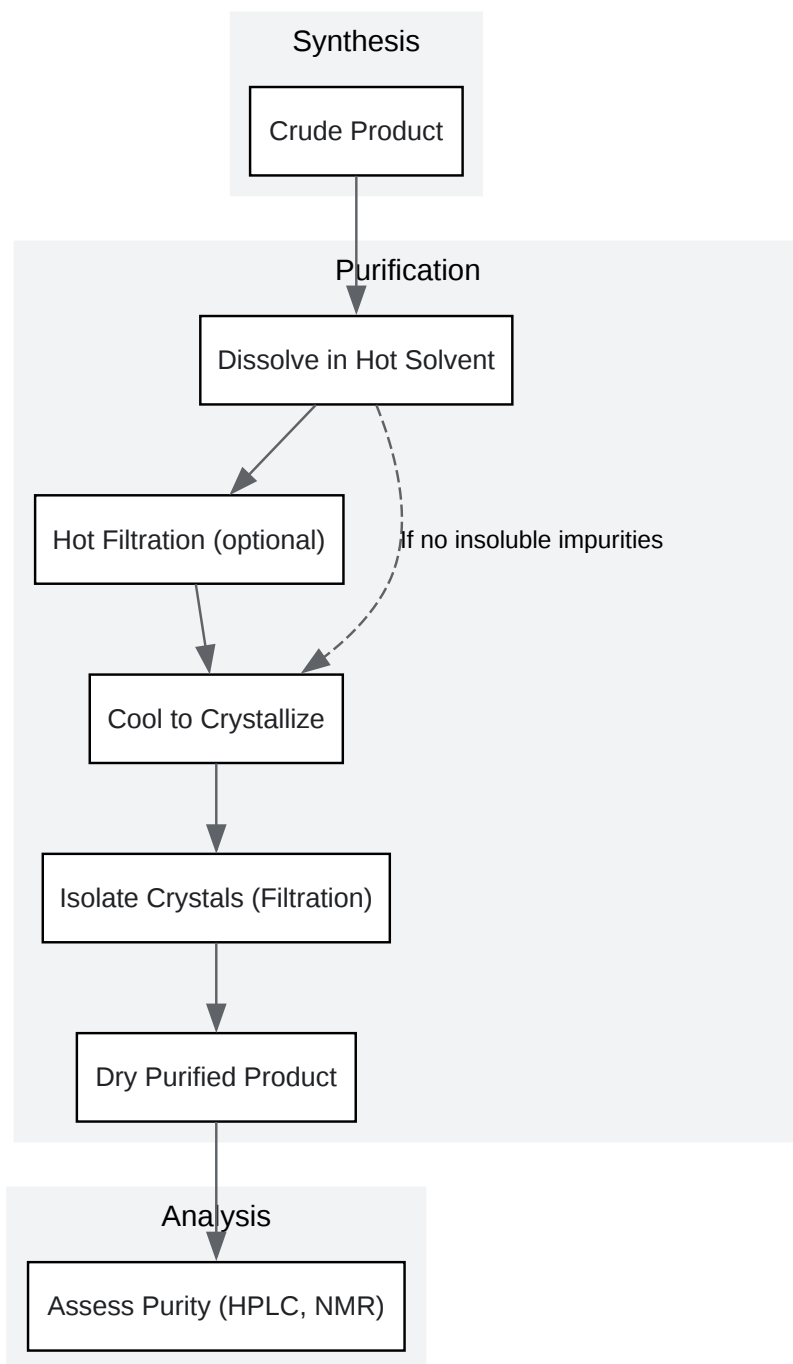 Synthesis
Crude Product
Purification
Dissolve in Hot Solvent
Hot Filtration (optional)
If no insoluble impurities
Cool to Crystallize
Isolate Crystals (Filtration)
Dry Purified Product
Analysis
Assess Purity (HPLC, NMR)